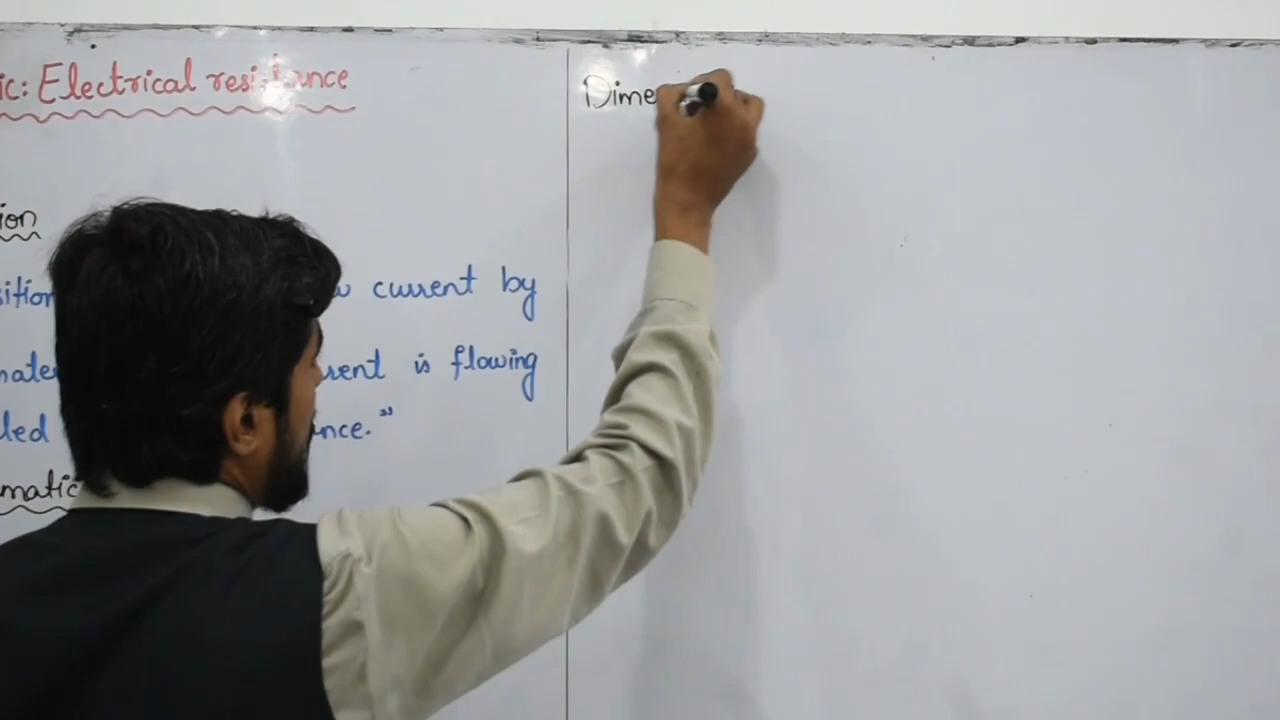 ic: Electrical resistance
ion
sition current by
mate rent is flowing
led nce."
matic
Dime